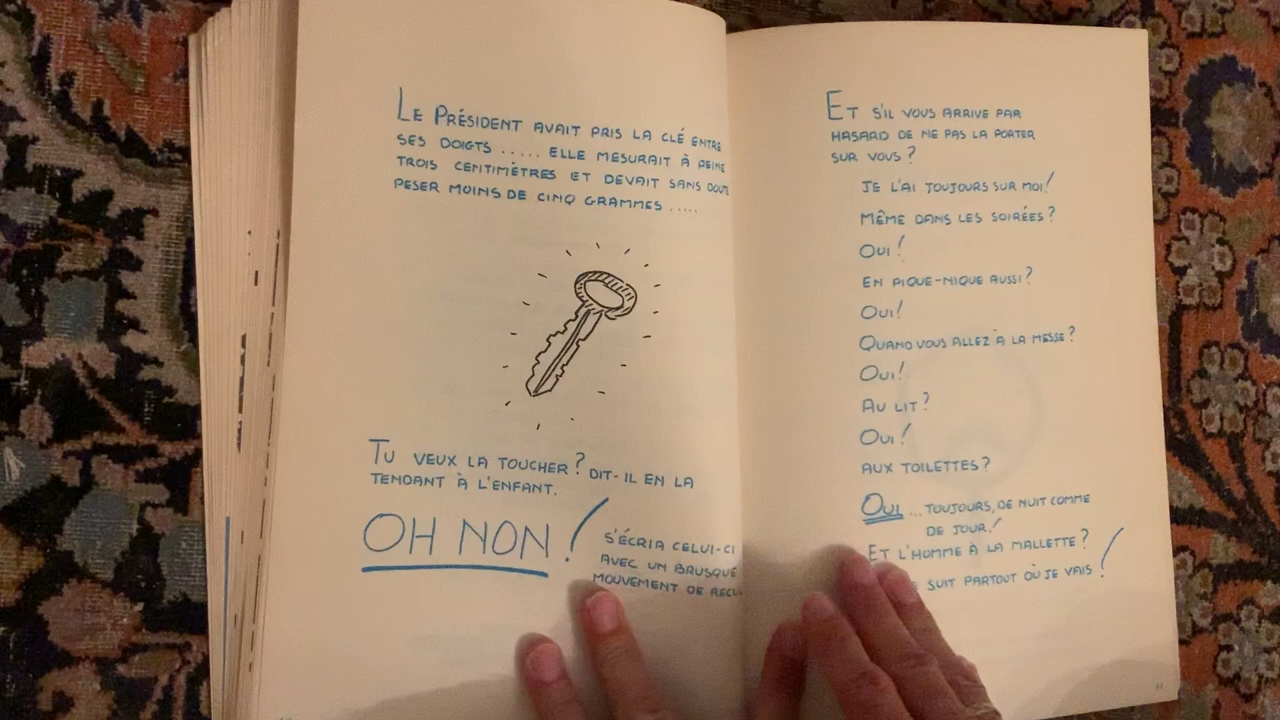 LE PRÉSIDENT AVAIT PRIS LA CLÉ ENTRE
SES DOIGTS ..... ELLE MESURAIT À PEINE
TROIS CENTIMÈTRES ET DEVAIT SANS
PESER MOINS DE CINQ GRAMMES .....
TU VEUX LA TOUCHER ? DIT-IL EN LA
TENDANT À L'ENFANT.
OH NON !
S'ÉCRIA CELUI-CI
AVEC UN BRUSQUE
MOUVEMENT DE
ET S'IL VOUS ARRIVE PAR
HASARD DE NE PAS LA PORTER
SUR VOUS ?
JE L'AI TOUJOURS SUR MOI !
MÊME DANS LES SOIRÉES ?
OUI !
EN PIQUE-NIQUE AUSSI ?
OUI !
QUAND VOUS ALLEZ À LA MESSE ?
OUI !
AU LIT ?
OUI !
AUX TOILETTES ?
OUI ... TOUJOURS, DE NUIT COMME
DE JOUR !
ET L'HOMME À LA MALLETTE ?
SUIT PARTOUT OÙ JE VAIS !